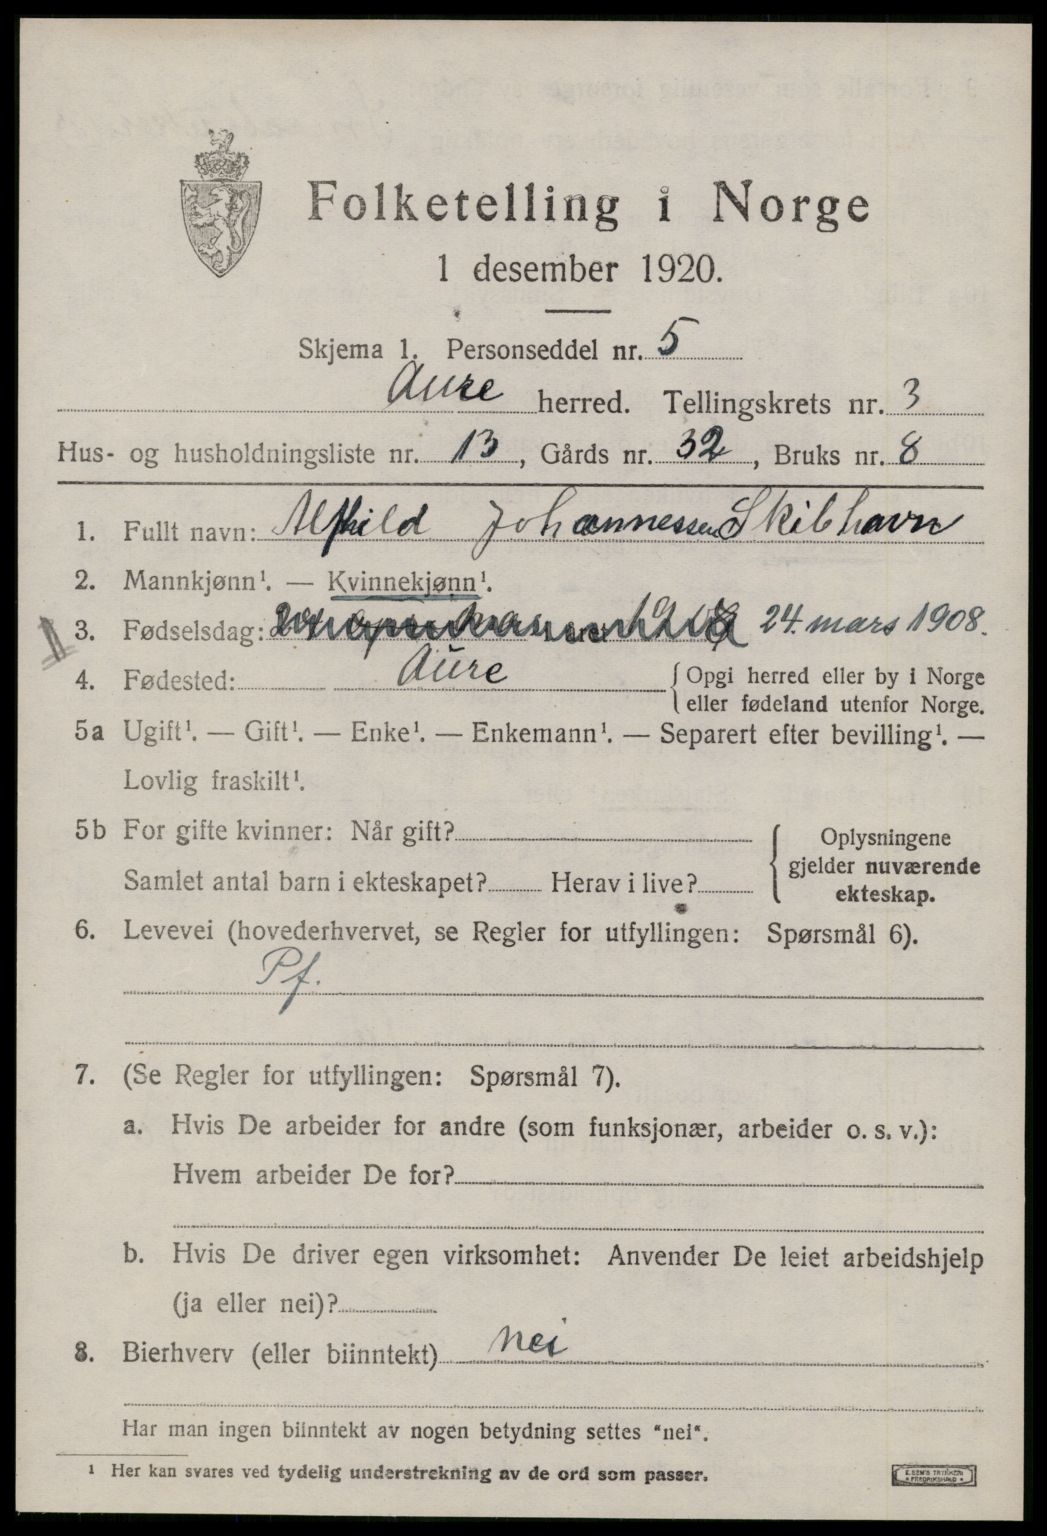 Folketelling i Norge
1 desember 1920.
Skjema 1. Personseddel nr. 5
Aure herred. Tellingskrets nr. 3
Hus- og husholdningsliste nr. 13, Gårds nr. 32, Bruks nr. 8
1. Fullt navn: Alfhild Johannessen Skibhavn
2. Mannkjønn¹. — Kvinnekjønn¹.
3. Fødselsdag: 24. mars 1908.
4. Fødested: Aure { Opgi herred eller by i Norge
eller fødeland utenfor Norge.
5a Ugift¹. — Gift¹. — Enke¹. — Enkemann¹. — Separert efter bevilling¹. —
Lovlig fraskilt¹.
5b For gifte kvinner: Når gift?
Samlet antal barn i ekteskapet? Herav i live?
{ Oplysningene
gjelder nuværende
ekteskap.
6. Levevei (hovederhvervet, se Regler for utfyllingen: Spørsmål 6).
Pf.
7. (Se Regler for utfyllingen: Spørsmål 7).
a. Hvis De arbeider for andre (som funksjonær, arbeider o. s. v.):
Hvem arbeider De for?
b. Hvis De driver egen virksomhet: Anvender De leiet arbeidshjelp
(ja eller nei)?
8. Bierhverv (eller biinntekt) Nei
Har man ingen biinntekt av nogen betydning settes "nei".
¹ Her kan svares ved tydelig understrekning av de ord som passer.